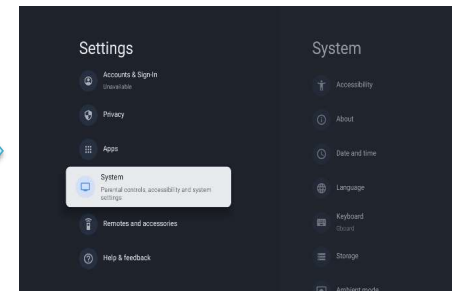 Settings
Accounts & Sign-In
Unavailable
Privacy
Apps
System
Parental controls, accessibility and system
settings
Remotes and accessories
Help & feedback
System
Accessibility
About
Date and time
Language
Keyboard
Gboard
Storage
Ambient mode